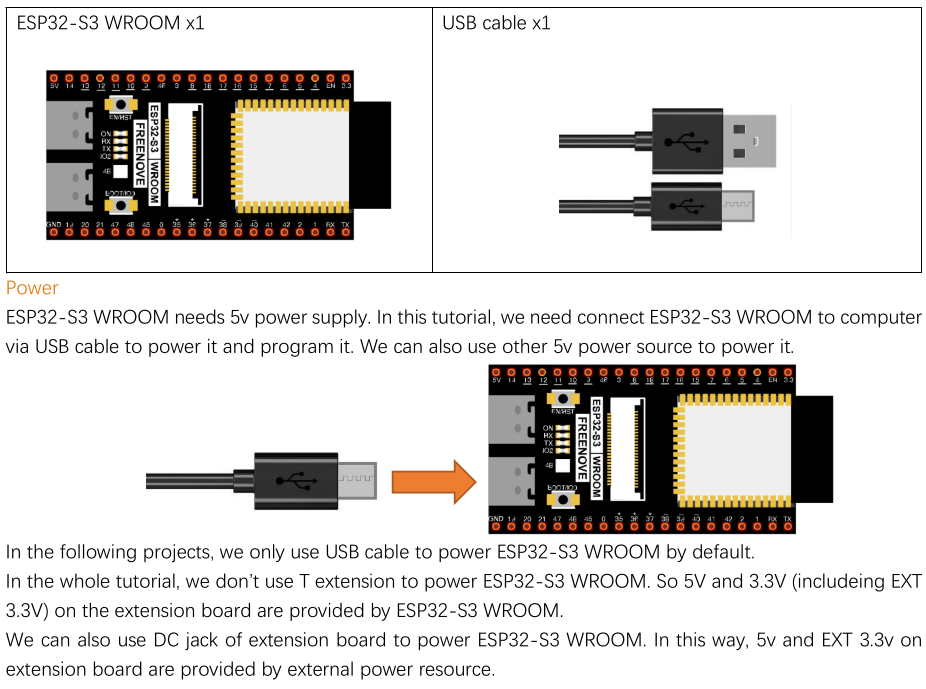 ESP32-S3 WROOM x1
USB cable x1
5V 14 13 12 11 10 9 46 3 8 18 17 16 15 7 6 5 4 EN 3.3
EN/RST
ON
RX
TX
IO2
48
BOOT/IO0
FREENOVE
ESP32-S3 WROOM
GND 19 20 21 47 48 45 0 35 36 37 38 39 40 41 42 2 1 RX TX
Power
ESP32-S3 WROOM needs 5v power supply. In this tutorial, we need connect ESP32-S3 WROOM to computer
via USB cable to power it and program it. We can also use other 5v power source to power it.
5V 14 13 12 11 10 9 46 3 8 18 17 16 15 7 6 5 4 EN 3.3
EN/RST
ON
RX
TX
IO2
48
BOOT/IO0
FREENOVE
ESP32-S3 WROOM
GND 19 20 21 47 48 45 0 35 36 37 38 39 40 41 42 2 1 RX TX
In the following projects, we only use USB cable to power ESP32-S3 WROOM by default.
In the whole tutorial, we don't use T extension to power ESP32-S3 WROOM. So 5V and 3.3V (includeing EXT
3.3V) on the extension board are provided by ESP32-S3 WROOM.
We can also use DC jack of extension board to power ESP32-S3 WROOM. In this way, 5v and EXT 3.3v on
extension board are provided by external power resource.